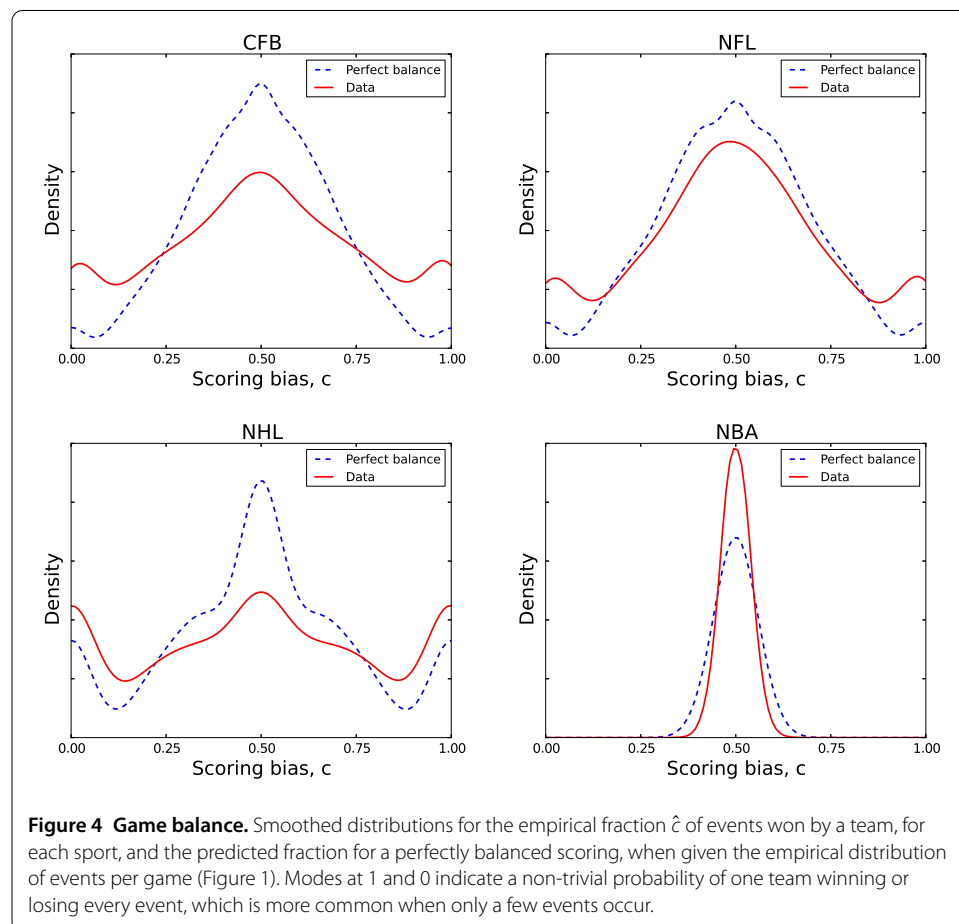 CFB
Perfect balance
Data
Density
0.00 0.25 0.50 0.75 1.00
Scoring bias, c
NFL
Perfect balance
Data
Density
0.00 0.25 0.50 0.75 1.00
Scoring bias, c
NHL
Perfect balance
Data
Density
0.00 0.25 0.50 0.75 1.00
Scoring bias, c
NBA
Perfect balance
Data
Density
0.00 0.25 0.50 0.75 1.00
Scoring bias, c
Figure 4 Game balance. Smoothed distributions for the empirical fraction ĉ of events won by a team, for
each sport, and the predicted fraction for a perfectly balanced scoring, when given the empirical distribution
of events per game (Figure 1). Modes at 1 and 0 indicate a non-trivial probability of one team winning or
losing every event, which is more common when only a few events occur.